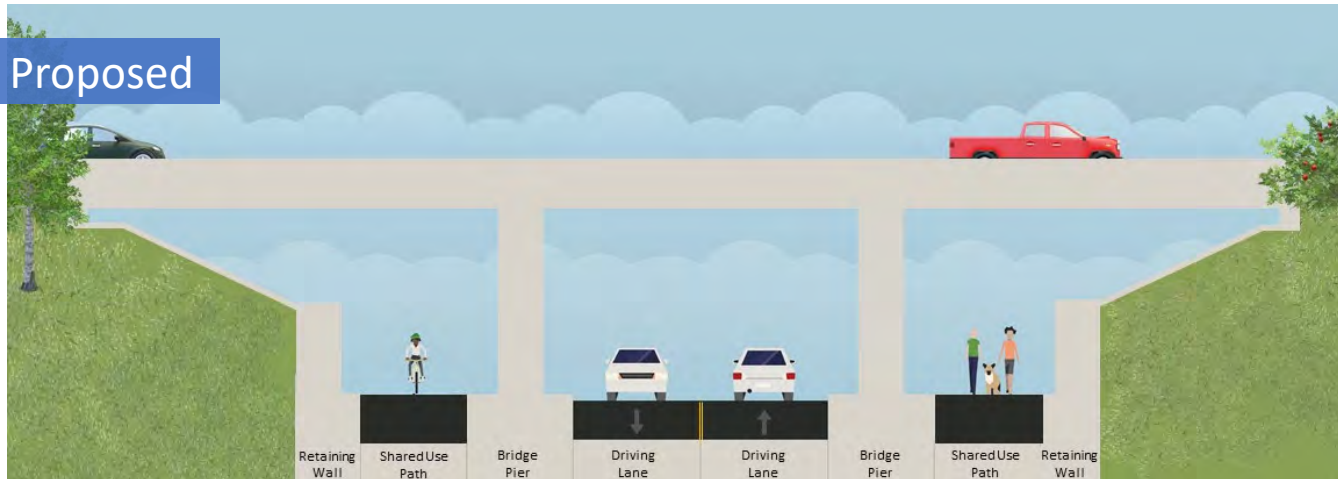 Proposed
Retaining Wall
Shared Use Path
Bridge Pier
Driving Lane
Driving Lane
Bridge Pier
Shared Use Path
Retaining Wall